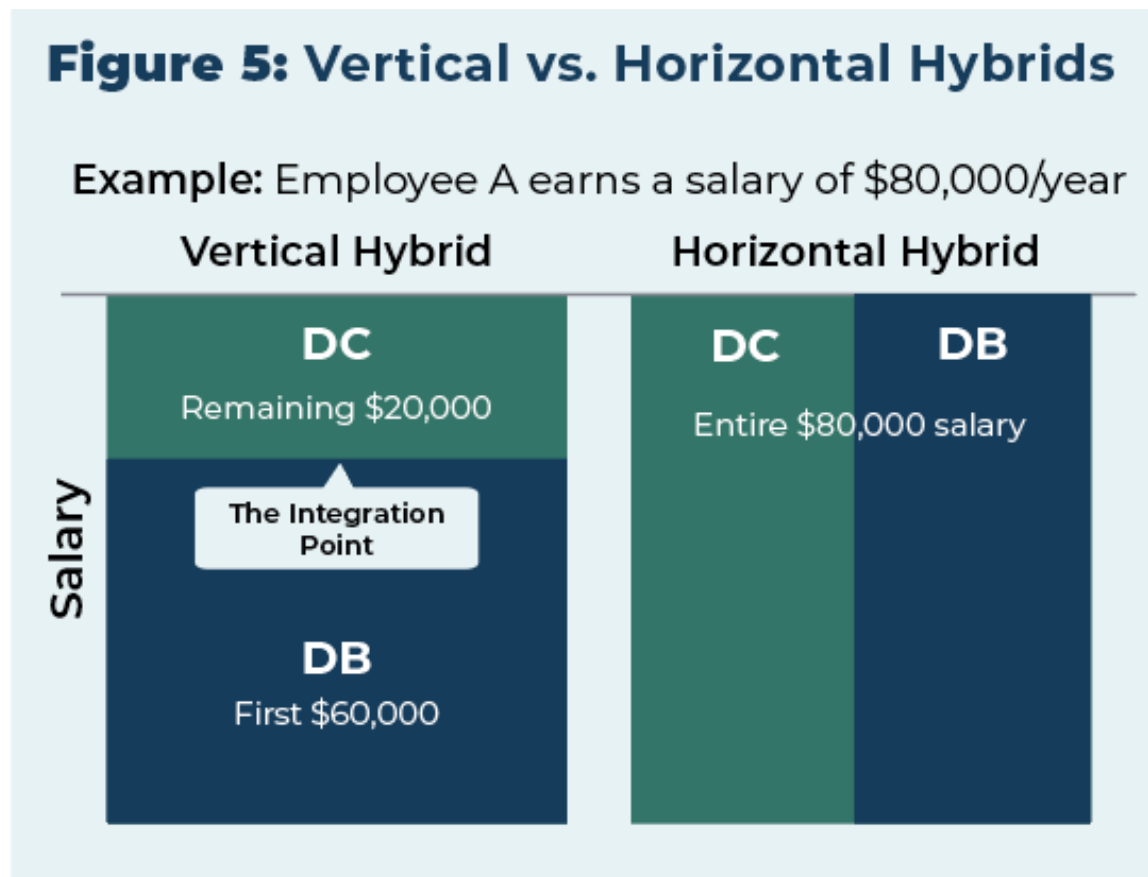 Figure 5: Vertical vs. Horizontal Hybrids
Example: Employee A earns a salary of $80,000/year
Vertical Hybrid
Horizontal Hybrid
Salary
DC
Remaining $20,000
The Integration
Point
DB
First $60,000
DC
DB
Entire $80,000 salary